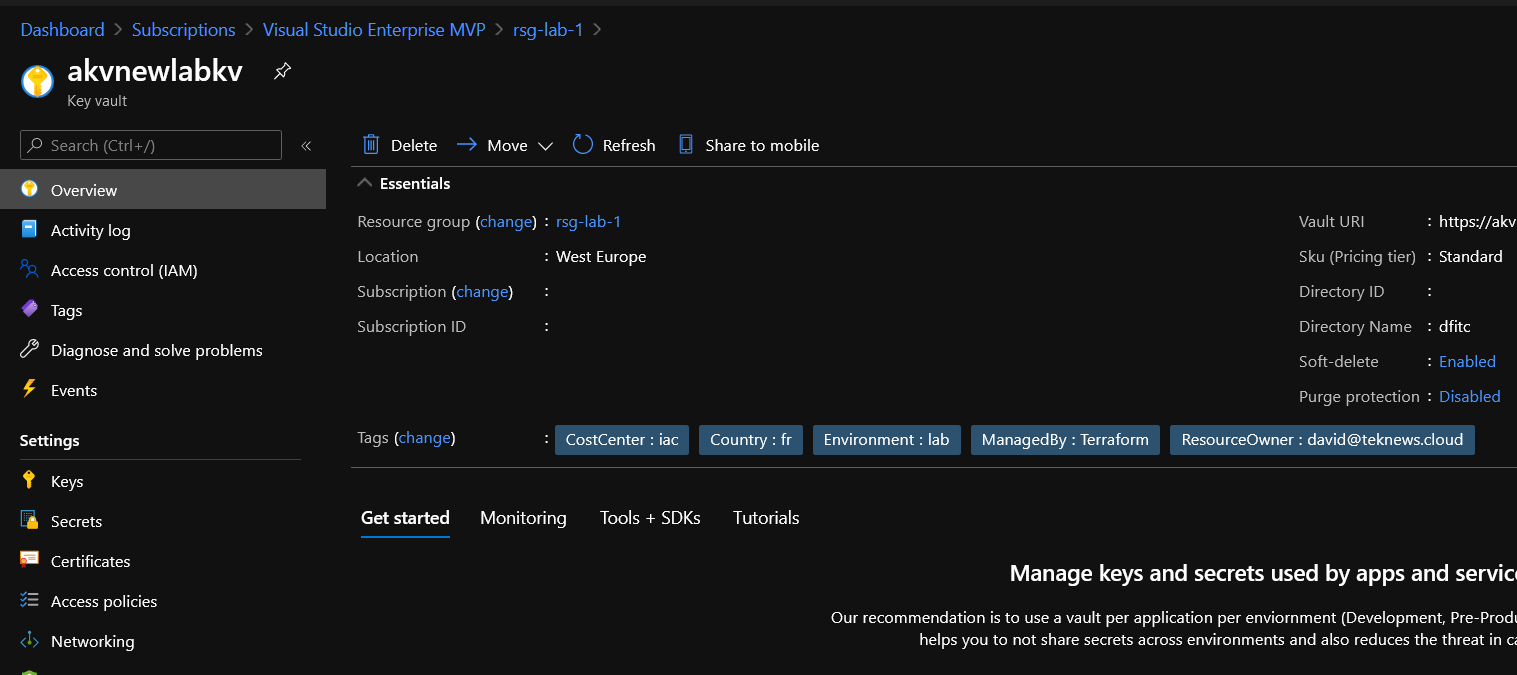 Dashboard > Subscriptions > Visual Studio Enterprise MVP > rsg-lab-1 >
akvnewlabkv
Key vault
Search (Ctrl+/)
«
Overview
Activity log
Access control (IAM)
Tags
Diagnose and solve problems
Events
Settings
Keys
Secrets
Certificates
Access policies
Networking
Delete Move Refresh Share to mobile
Essentials
Resource group (change) : rsg-lab-1
Location : West Europe
Subscription (change) :
Subscription ID :
Vault URI : https://akv
Sku (Pricing tier) : Standard
Directory ID :
Directory Name : dfitc
Soft-delete : Enabled
Purge protection : Disabled
Tags (change) : CostCenter : iac Country : fr Environment : lab ManagedBy : Terraform ResourceOwner : david@teknews.cloud
Get started Monitoring Tools + SDKs Tutorials
Manage keys and secrets used by apps and servic
Our recommendation is to use a vault per application per enviornment (Development, Pre-Produ
helps you to not share secrets across environments and also reduces the threat in ca